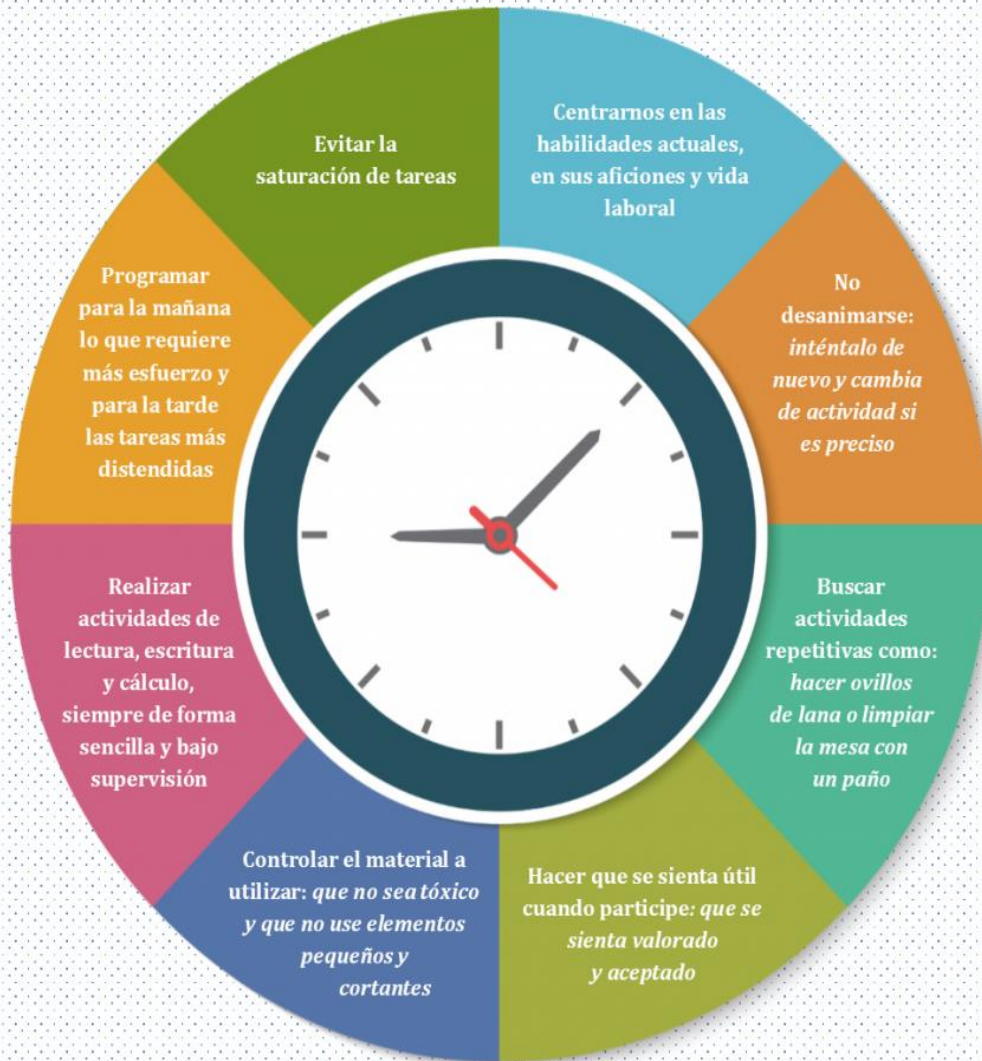 Centrarnos en las
habilidades actuales,
en sus aficiones y vida
laboral
No
desanimarse:
inténtalo de
nuevo y cambia
de actividad si
es preciso
Buscar
actividades
repetitivas como:
hacer ovillos
de lana o limpiar
la mesa con
un paño
Hacer que se sienta útil
cuando participe: que se
sienta valorado
y aceptado
Controlar el material a
utilizar: que no sea tóxico
y que no use elementos
pequeños y
cortantes
Realizar
actividades de
lectura, escritura
y cálculo,
siempre de forma
sencilla y bajo
supervisión
Programar
para la mañana
lo que requiere
más esfuerzo y
para la tarde
las tareas más
distendidas
Evitar la
saturación de tareas